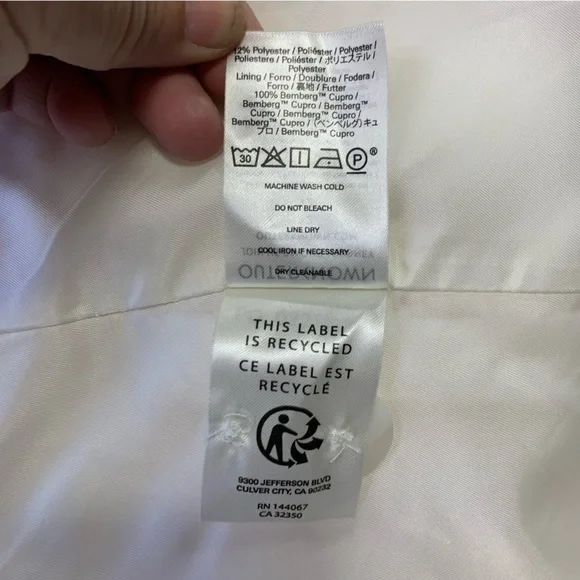 12% Polyester / Poliéster / Polyester /
Poliestere / Poliester / ポリエステル /
Polyester
Lining / Forro / Doublure / Fodera /
Forro / 裏地 / Futter
100% Bemberg™ Cupro /
Bemberg™ Cupro / Bemberg™
Cupro / Bemberg™ Cupro /
Bemberg™ Cupro / (ベンベルグ)キュ
プロ / Bemberg™ Cupro
30 P ®
MACHINE WASH COLD
DO NOT BLEACH
LINE DRY
COOL IRON IF NECESSARY
DRY CLEANABLE
OUTERKNOWN
THIS LABEL
IS RECYCLED
CE LABEL EST
RECYCLÉ
9300 JEFFERSON BLVD
CULVER CITY, CA 90232
RN 144067
CA 32350